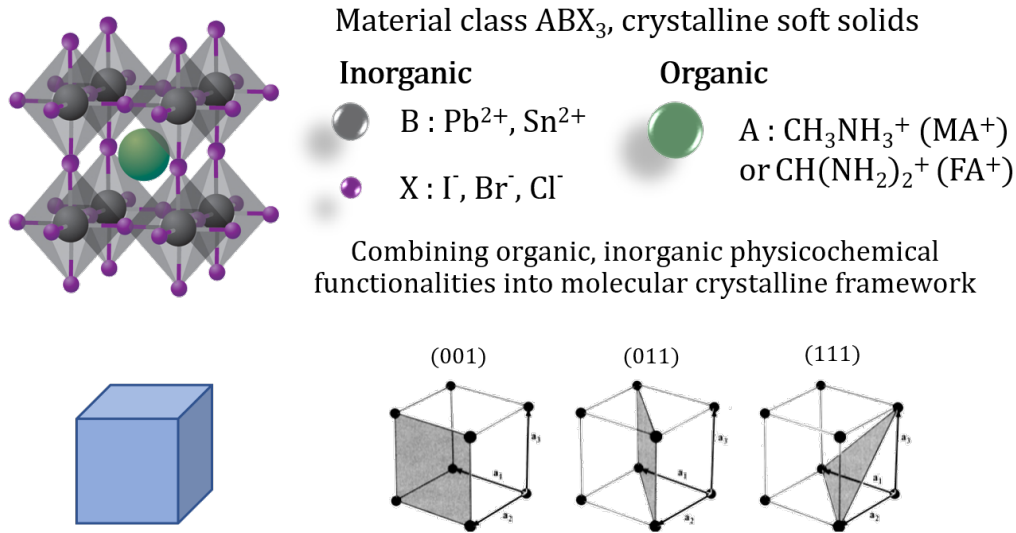 Material class ABX₃, crystalline soft solids
Inorganic
Organic
B : Pb²⁺, Sn²⁺
X : I⁻, Br⁻, Cl⁻
A : CH₃NH₃⁺ (MA⁺)
or CH(NH₂)₂⁺ (FA⁺)
Combining organic, inorganic physicochemical
functionalities into molecular crystalline framework
(001)
(011)
(111)
a₃
a₁
a₂
a₃
a₁
a₂
a₃
a₁
a₂